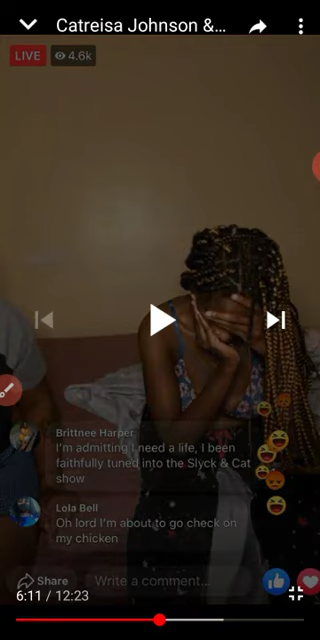 Catreisa Johnson &...
LIVE 4.6k
Brittnee Harper
I'm admitting I need a life, I been
faithfully tuned into the Slyck & Cat
show
Lola Bell
Oh lord I'm about to go check on
my chicken
Share Write a comment...
6:11 / 12:23